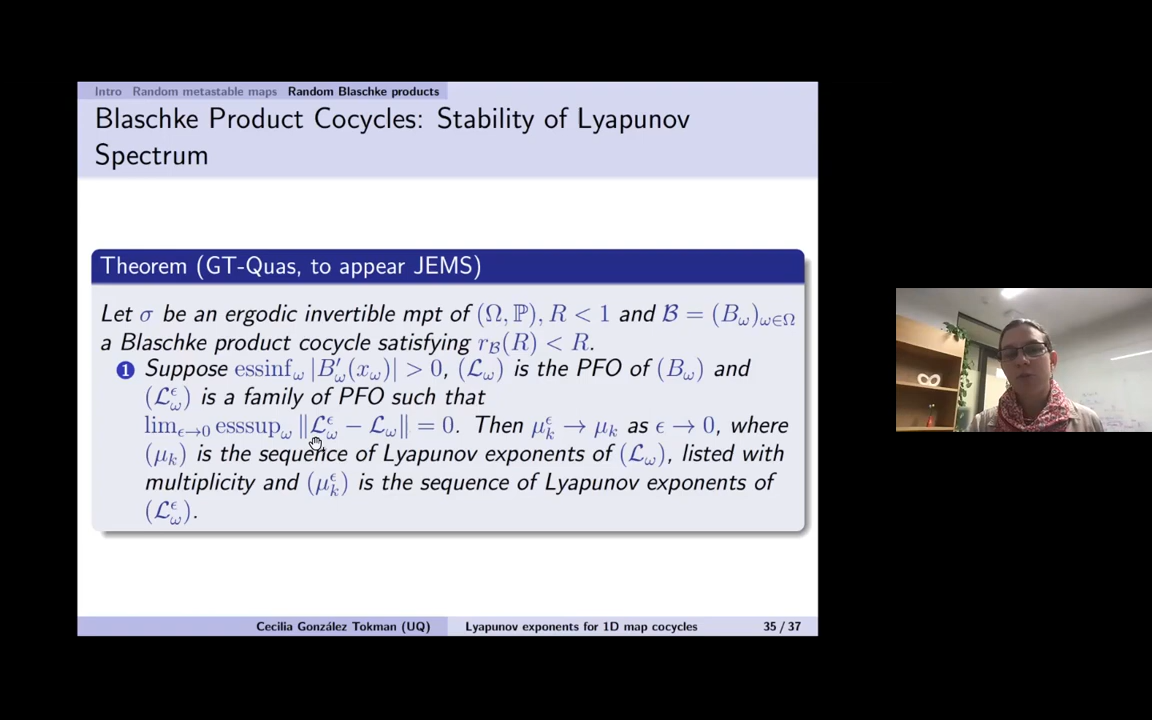 Intro Random metastable maps Random Blaschke products
Blaschke Product Cocycles: Stability of Lyapunov
Spectrum
Theorem (GT-Quas, to appear JEMS)
Let σ be an ergodic invertible mpt of (Ω, ℙ), R < 1 and ℬ = (B_ω)_{ω∈Ω}
a Blaschke product cocycle satisfying r_ℬ(R) < R.
1 Suppose essinf_ω |B′_ω(x_ω)| > 0, (ℒ_ω) is the PFO of (B_ω) and
(ℒ^ϵ_ω) is a family of PFO such that
lim_{ϵ→0} esssup_ω ‖ℒ^ϵ_ω − ℒ_ω‖ = 0. Then μ^ϵ_k → μ_k as ϵ → 0, where
(μ_k) is the sequence of Lyapunov exponents of (ℒ_ω), listed with
multiplicity and (μ^ϵ_k) is the sequence of Lyapunov exponents of
(ℒ^ϵ_ω).
Cecilia González Tokman (UQ) Lyapunov exponents for 1D map cocycles 35 / 37